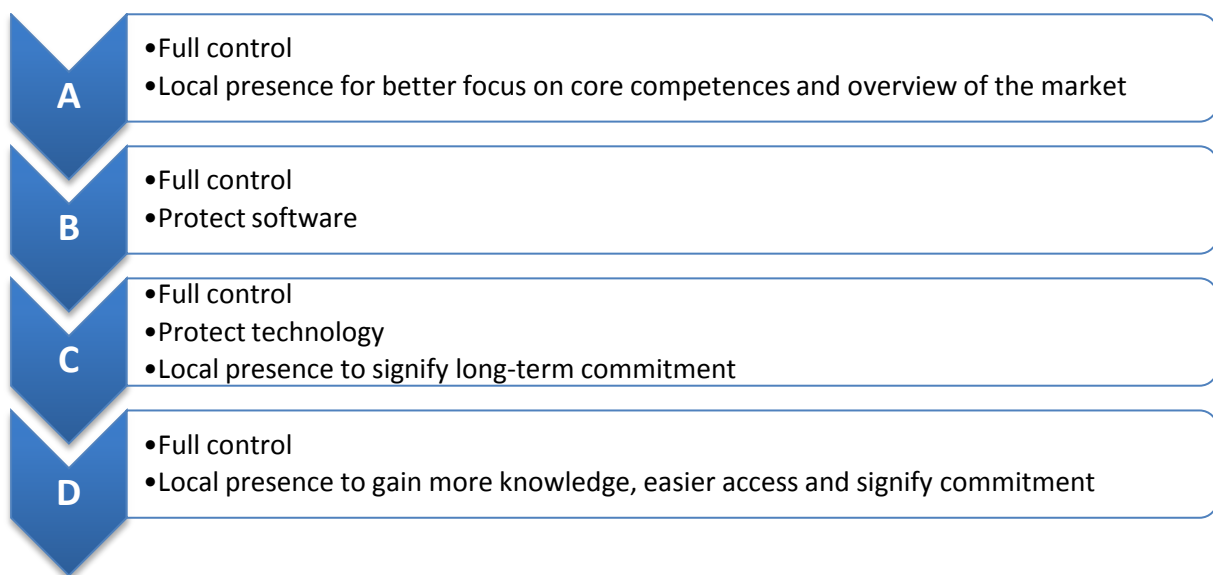 A
•Full control
•Local presence for better focus on core competences and overview of the market
B
•Full control
•Protect software
C
•Full control
•Protect technology
•Local presence to signify long-term commitment
D
•Full control
•Local presence to gain more knowledge, easier access and signify commitment